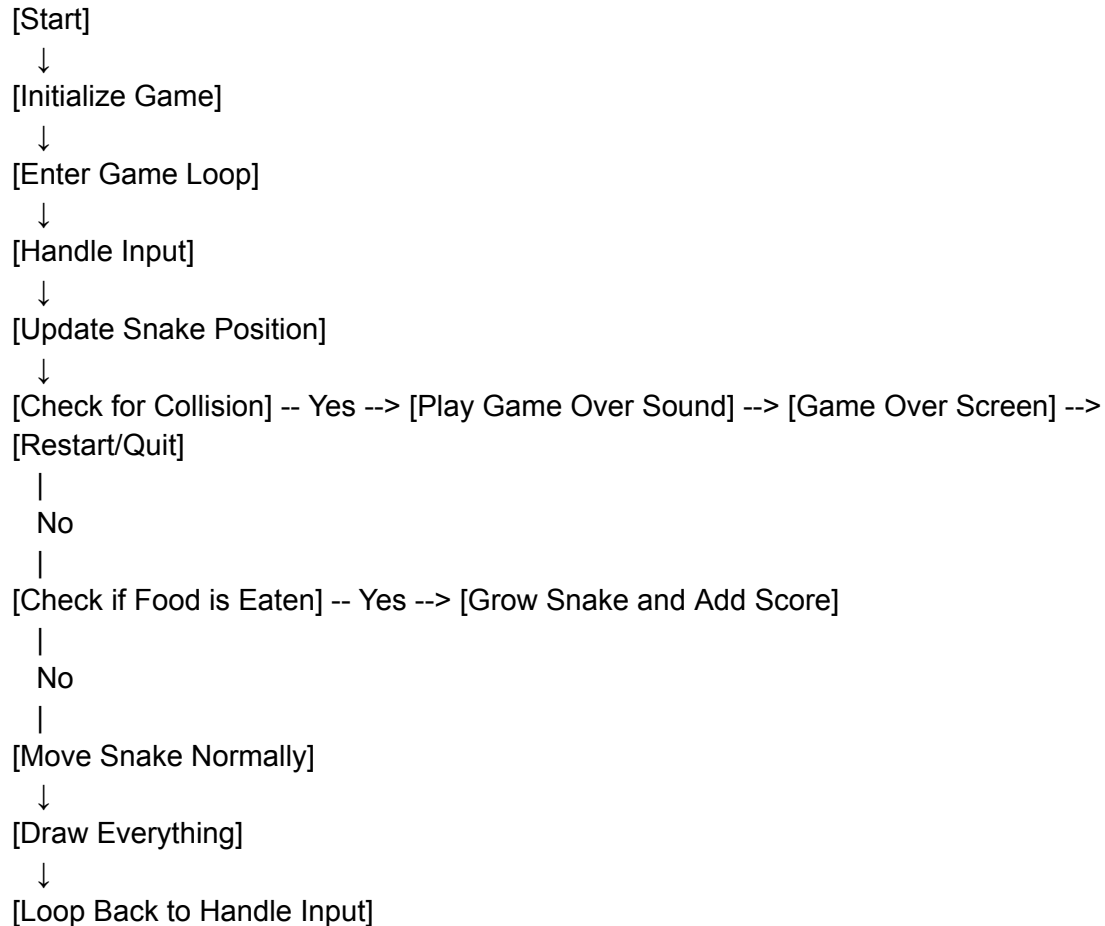 [Start]
↓
[Initialize Game]
↓
[Enter Game Loop]
↓
[Handle Input]
↓
[Update Snake Position]
↓
[Check for Collision] -- Yes --> [Play Game Over Sound] --> [Game Over Screen] -->
[Restart/Quit]
|
No
|
[Check if Food is Eaten] -- Yes --> [Grow Snake and Add Score]
|
No
|
[Move Snake Normally]
↓
[Draw Everything]
↓
[Loop Back to Handle Input]